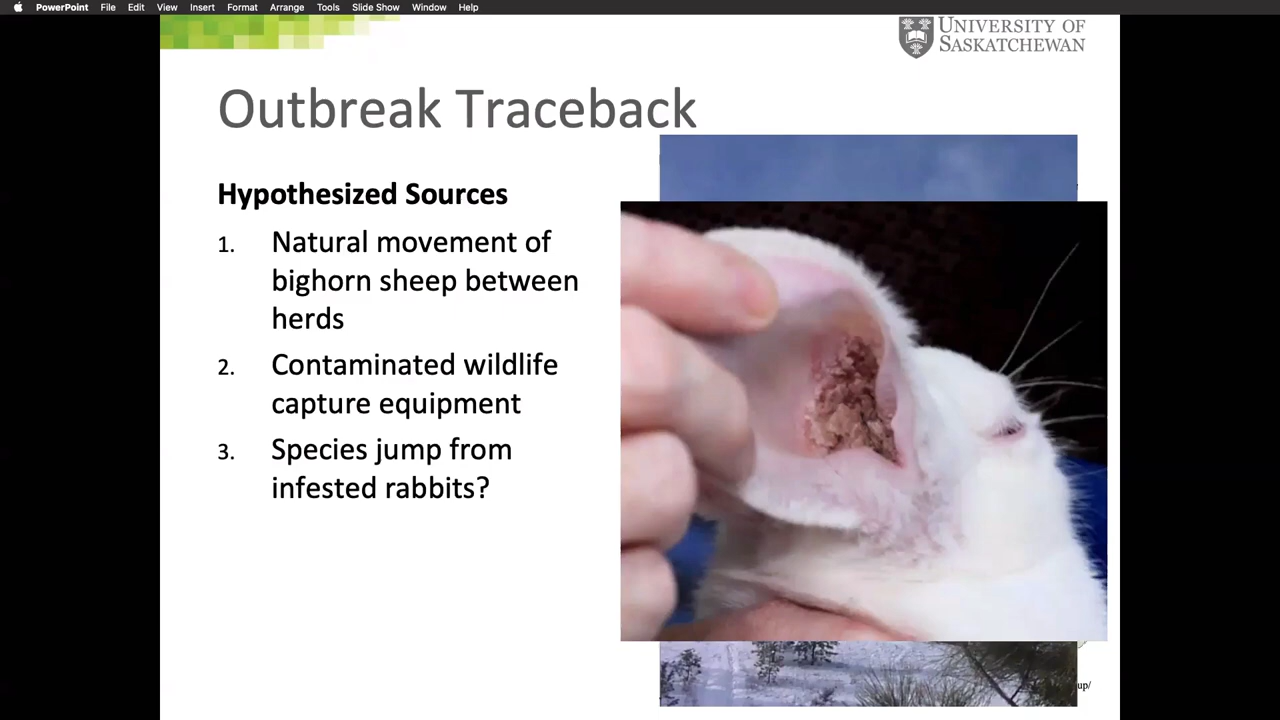 PowerPoint File Edit View Insert Format Arrange Tools Slide Show Window Help
UNIVERSITY OF
SASKATCHEWAN
Outbreak Traceback
Hypothesized Sources
1. Natural movement of
bighorn sheep between
herds
2. Contaminated wildlife
capture equipment
3. Species jump from
infested rabbits?
up/